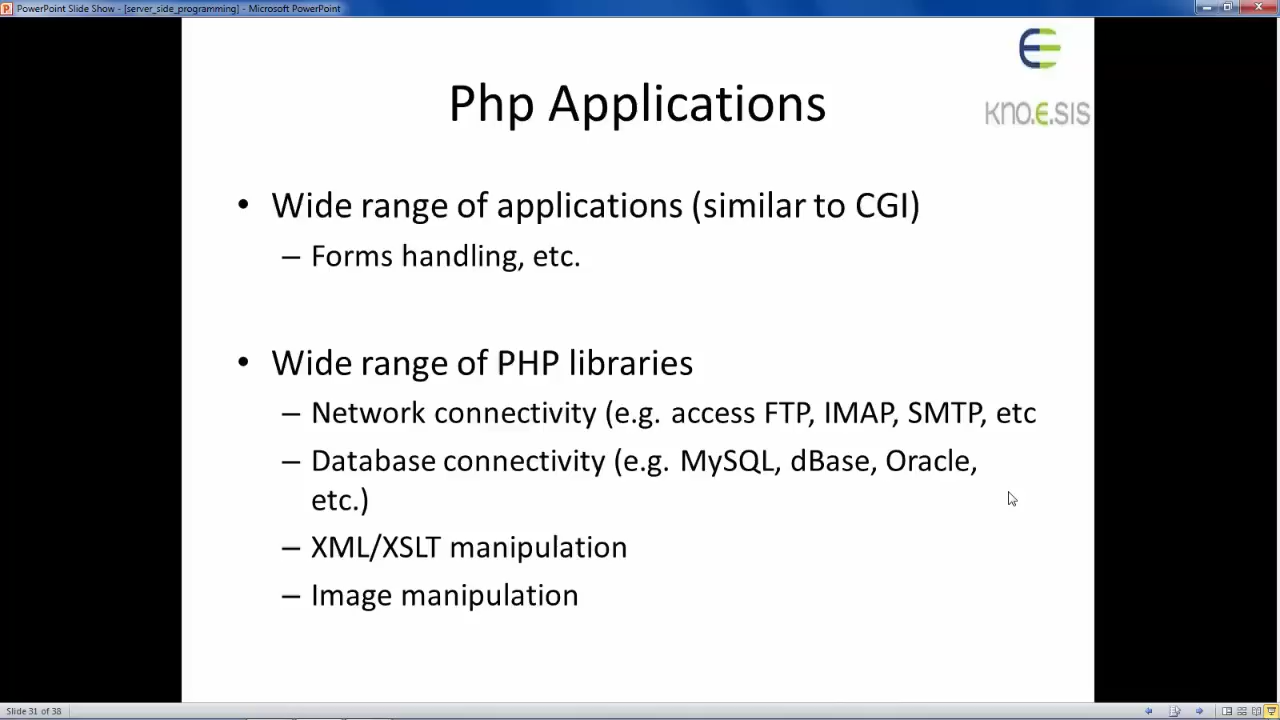 PowerPoint Slide Show - [server_side_programming] - Microsoft PowerPoint
kno.e.sis
Php Applications
• Wide range of applications (similar to CGI)
– Forms handling, etc.
• Wide range of PHP libraries
– Network connectivity (e.g. access FTP, IMAP, SMTP, etc
– Database connectivity (e.g. MySQL, dBase, Oracle,
etc.)
– XML/XSLT manipulation
– Image manipulation
Slide 31 of 38